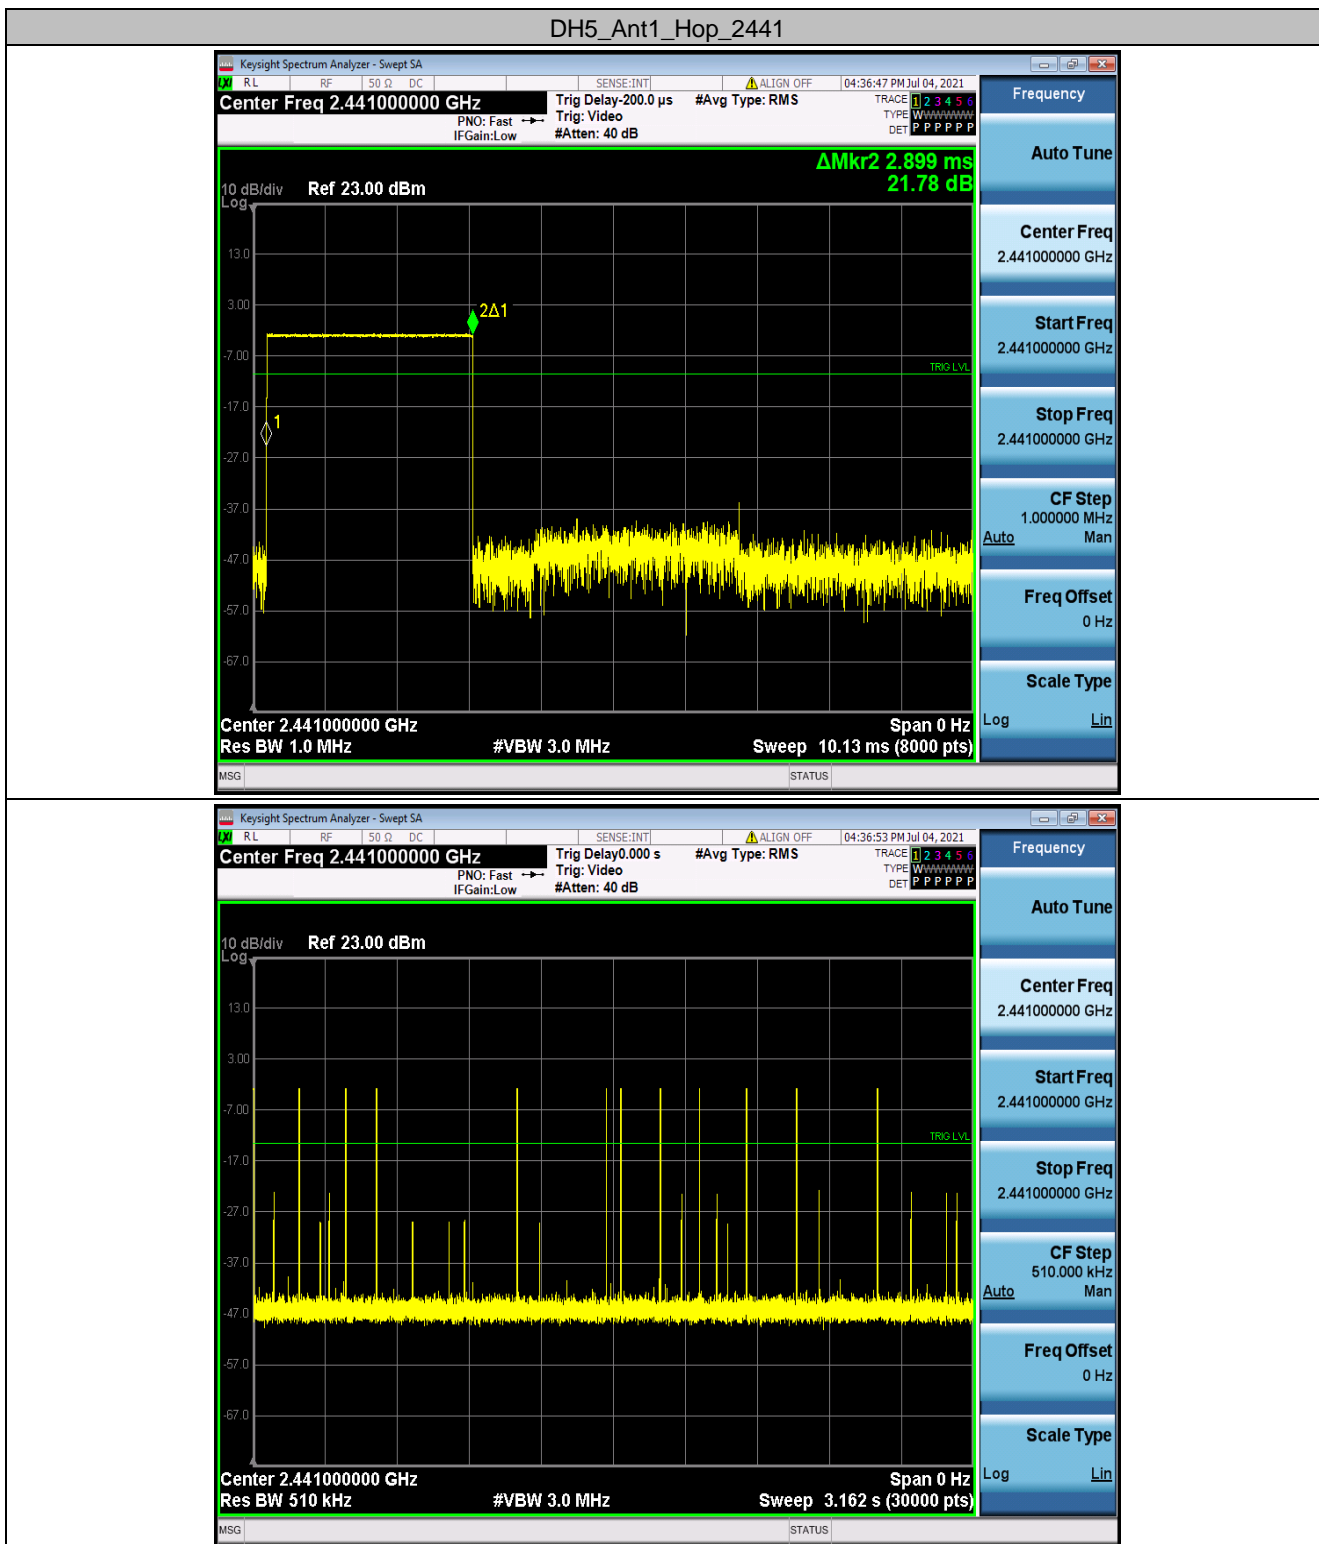 DH5_Ant1_Hop_2441
Keysight Spectrum Analyzer - Swept SA
LXI RL RF 50 Ω DC SENSE:INT ALIGN OFF 04:36:47 PM Jul 04, 2021
Center Freq 2.441000000 GHz Trig Delay-200.0 µs #Avg Type: RMS TRACE 1 2 3 4 5 6
PNO: Fast Trig: Video TYPE WWWWWW
IFGain:Low #Atten: 40 dB DET P P P P P P
ΔMkr2 2.899 ms
10 dB/div Ref 23.00 dBm 21.78 dB
Log
13.0
3.00
2Δ1
-7.00
TRIG LVL
-17.0
1
-27.0
-37.0
-47.0
-57.0
-67.0
Center 2.441000000 GHz Span 0 Hz
Res BW 1.0 MHz #VBW 3.0 MHz Sweep 10.13 ms (8000 pts)
MSG STATUS
Frequency
Auto Tune
Center Freq
2.441000000 GHz
Start Freq
2.441000000 GHz
Stop Freq
2.441000000 GHz
CF Step
1.000000 MHz
Auto Man
Freq Offset
0 Hz
Scale Type
Log Lin
Keysight Spectrum Analyzer - Swept SA
LXI RL RF 50 Ω DC SENSE:INT ALIGN OFF 04:36:53 PM Jul 04, 2021
Center Freq 2.441000000 GHz Trig Delay0.000 s #Avg Type: RMS TRACE 1 2 3 4 5 6
PNO: Fast Trig: Video TYPE WWWWWW
IFGain:Low #Atten: 40 dB DET P P P P P P
10 dB/div Ref 23.00 dBm
Log
13.0
3.00
-7.00
TRIG LVL
-17.0
-27.0
-37.0
-47.0
-57.0
-67.0
Center 2.441000000 GHz Span 0 Hz
Res BW 510 kHz #VBW 3.0 MHz Sweep 3.162 s (30000 pts)
MSG STATUS
Frequency
Auto Tune
Center Freq
2.441000000 GHz
Start Freq
2.441000000 GHz
Stop Freq
2.441000000 GHz
CF Step
510.000 kHz
Auto Man
Freq Offset
0 Hz
Scale Type
Log Lin